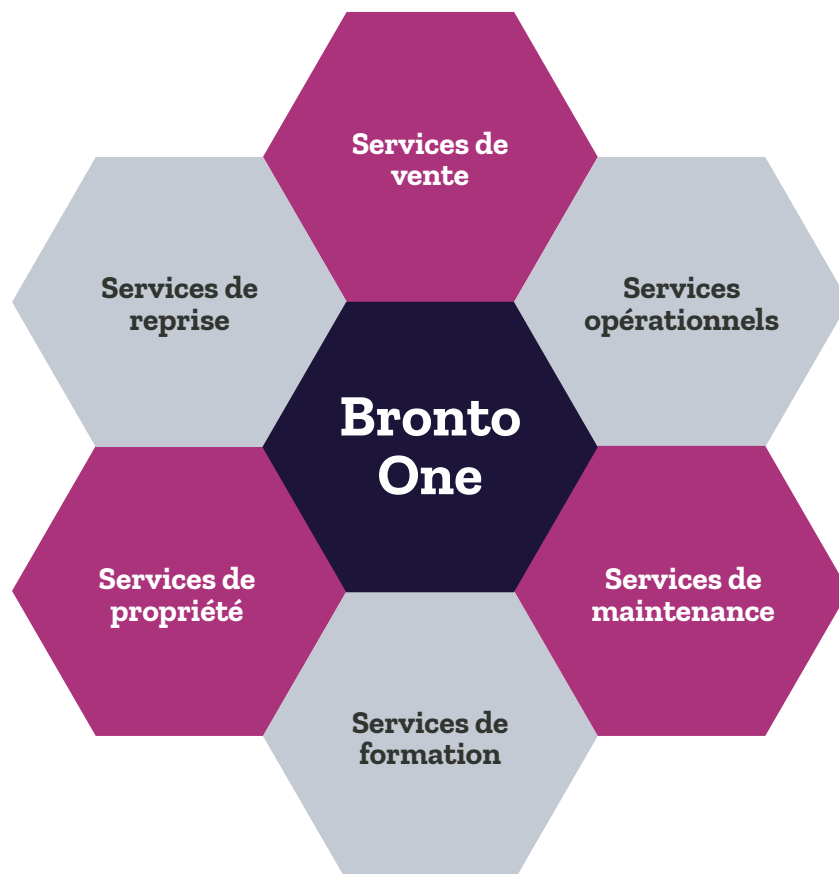 Services de
vente
Services de
reprise
Services
opérationnels
Bronto
One
Services de
propriété
Services de
maintenance
Services de
formation